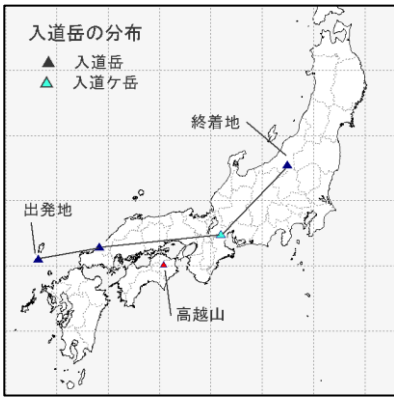 入道岳の分布
入道岳
入道ケ岳
終着地
出発地
高越山